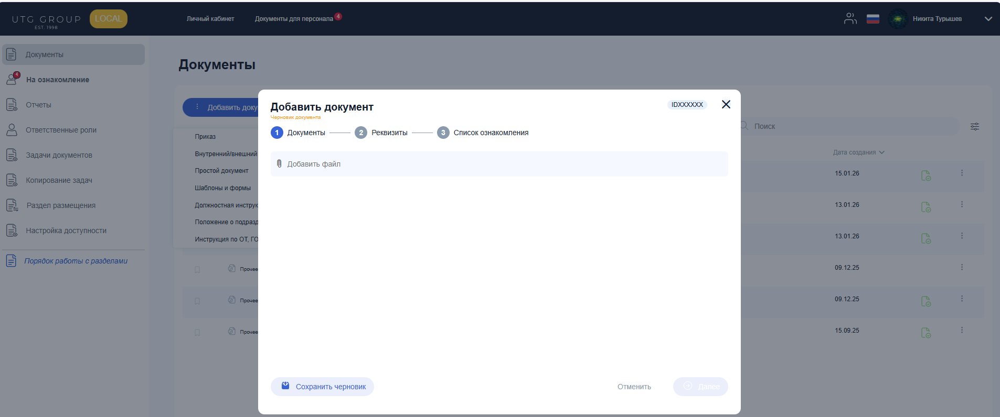 UTG GROUP
EST. 1998
LOCAL
Личный кабинет
Документы для персонала
4
Никита Турышев
Документы
4
На ознакомление
Отчеты
Ответственные роли
Задачи документов
Копирование задач
Раздел размещения
Настройка доступности
Порядок работы с разделами
Документы
Добавить доку
Приказ
Внутренний/внешний
Простой документ
Шаблоны и формы
Должностная инструк
Положение о подразд
Инструкция по ОТ, ГО
Прочее
Прочее
Прочее
Добавить документ
Черновик документа
IDXXXXXX
1 Документы
2 Реквизиты
3 Список ознакомления
Добавить файл
Сохранить черновик
Отменить
Далее
Поиск
Дата создания
15.01.26
13.01.26
13.01.26
09.12.25
09.12.25
15.09.25